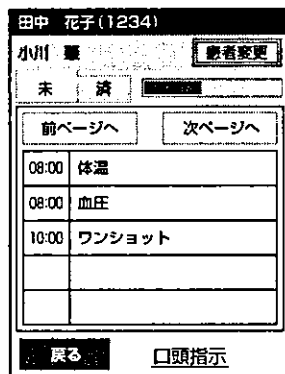 田中 花子(1234)
小川 肇 患者変更
未 済
前ページへ 次ページへ
08:00 体温
08:00 血圧
10:00 ワンショット
戻る 口頭指示